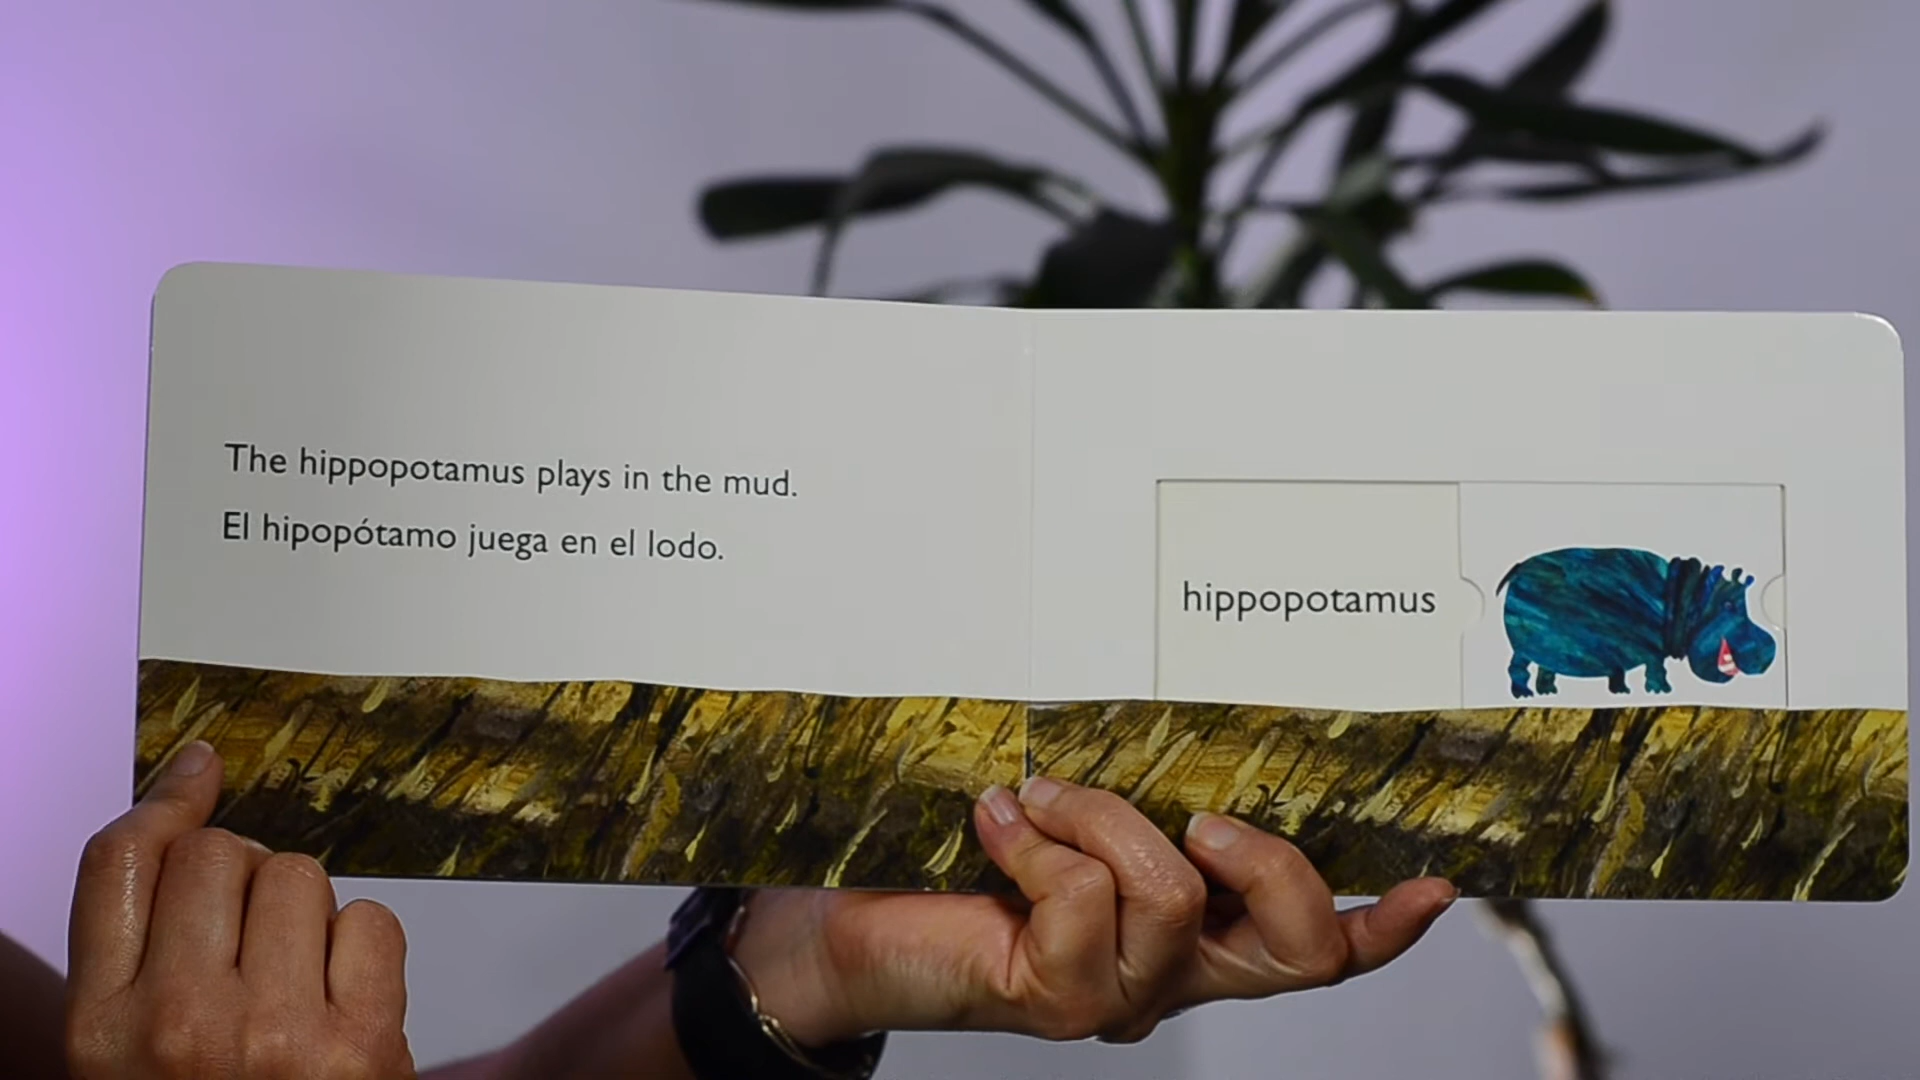 The hippopotamus plays in the mud.
El hipopótamo juega en el lodo.
hippopotamus